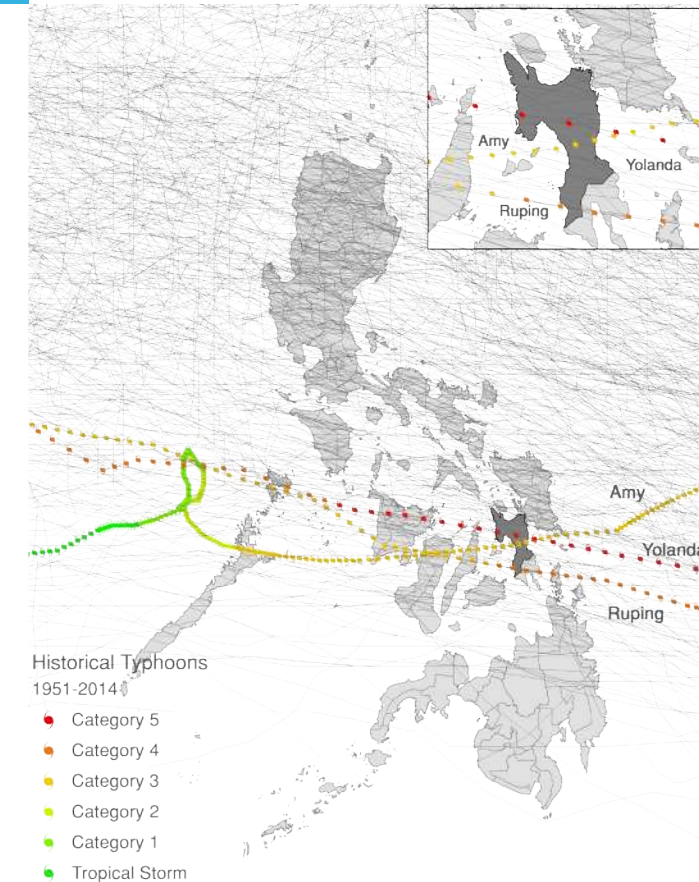 Amy
Yolanda
Ruping
Amy
Yolanda
Ruping
Historical Typhoons
1951-2014
Category 5
Category 4
Category 3
Category 2
Category 1
Tropical Storm